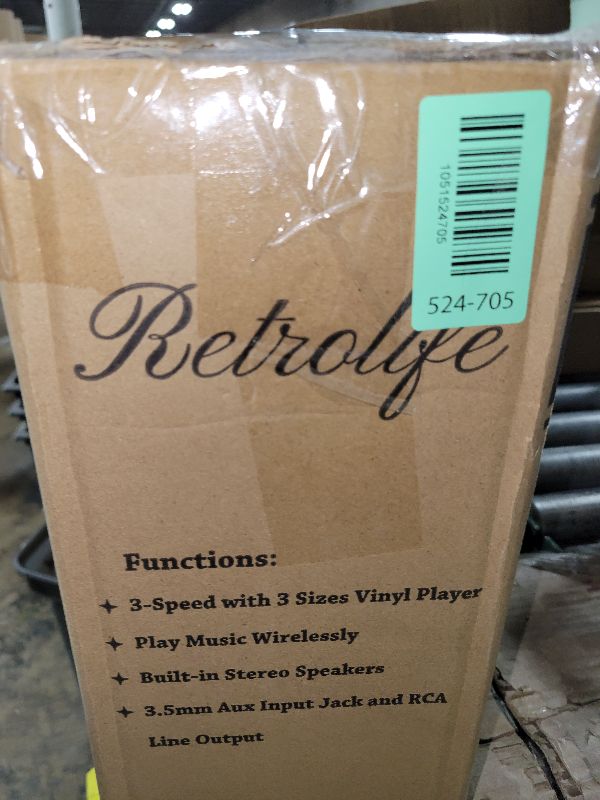 1051524705
524-705
Retrolife
Functions:
3-Speed with 3 Sizes Vinyl Player
Play Music Wirelessly
Built-in Stereo Speakers
3.5mm Aux Input Jack and RCA
Line Output